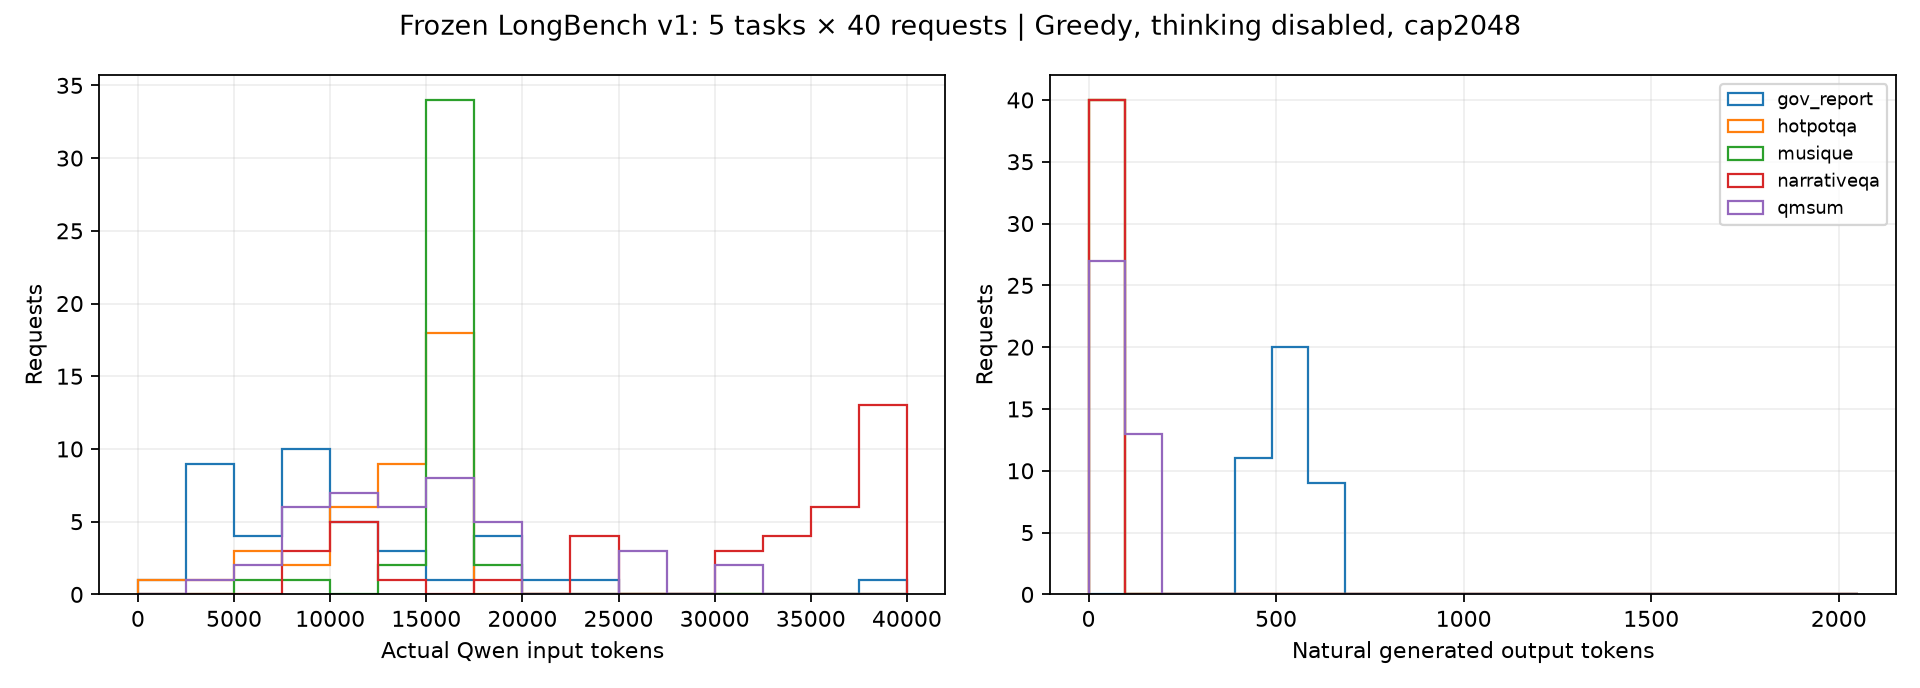 Frozen LongBench v1: 5 tasks × 40 requests | Greedy, thinking disabled, cap2048
35
30
25
20
15
10
5
0
Requests
0 5000 10000 15000 20000 25000 30000 35000 40000
Actual Qwen input tokens
40
35
30
25
20
15
10
5
0
Requests
gov_report
hotpotqa
musique
narrativeqa
qmsum
0 500 1000 1500 2000
Natural generated output tokens